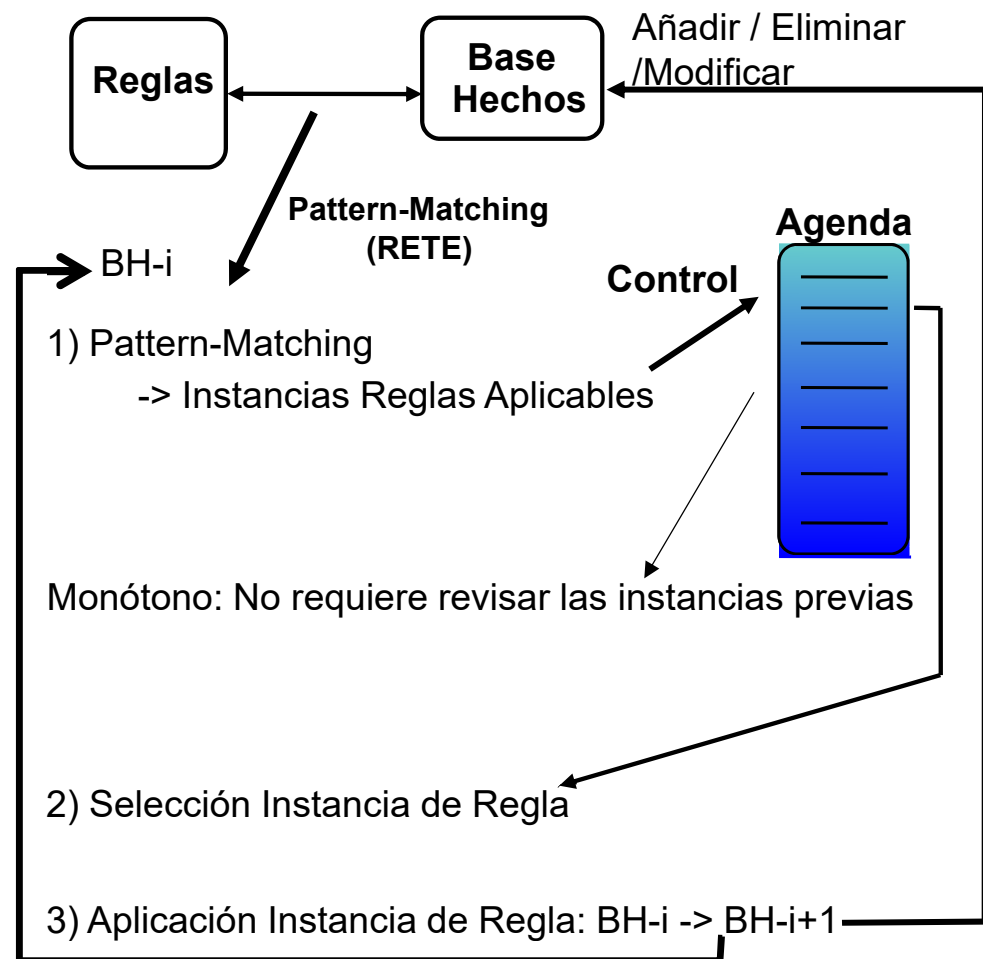 Reglas
Base
Hechos
Añadir / Eliminar
/Modificar
Pattern-Matching
(RETE)
Agenda
BH-i
Control
1) Pattern-Matching
-> Instancias Reglas Aplicables
Monótono: No requiere revisar las instancias previas
2) Selección Instancia de Regla
3) Aplicación Instancia de Regla: BH-i -> BH-i+1